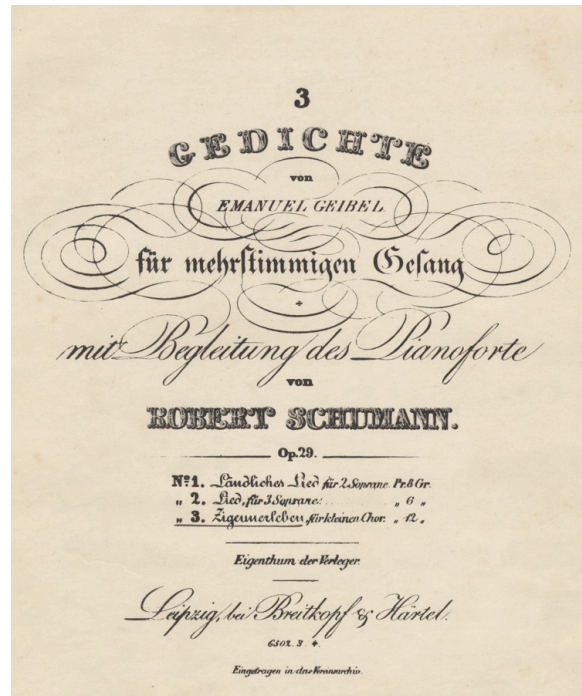 3
GEDICHTE
von
EMANUEL GEIBEL
für mehrstimmigen Gesang
mit Begleitung des Pianoforte
von
ROBERT SCHUMANN.
Op. 29.
No. 1. Ländliches Lied für 2 Soprane. Pr. 8 Gr.
„ 2. Lied, für 3 Soprane. „ 6 „
„ 3. Zigeunerleben, für kleinen Chor. „ 12 „
Eigenthum der Verleger.
Leipzig, bei Breitkopf & Härtel.
6502. 3. 4.
Eingetragen in das Vereinsarchiv.